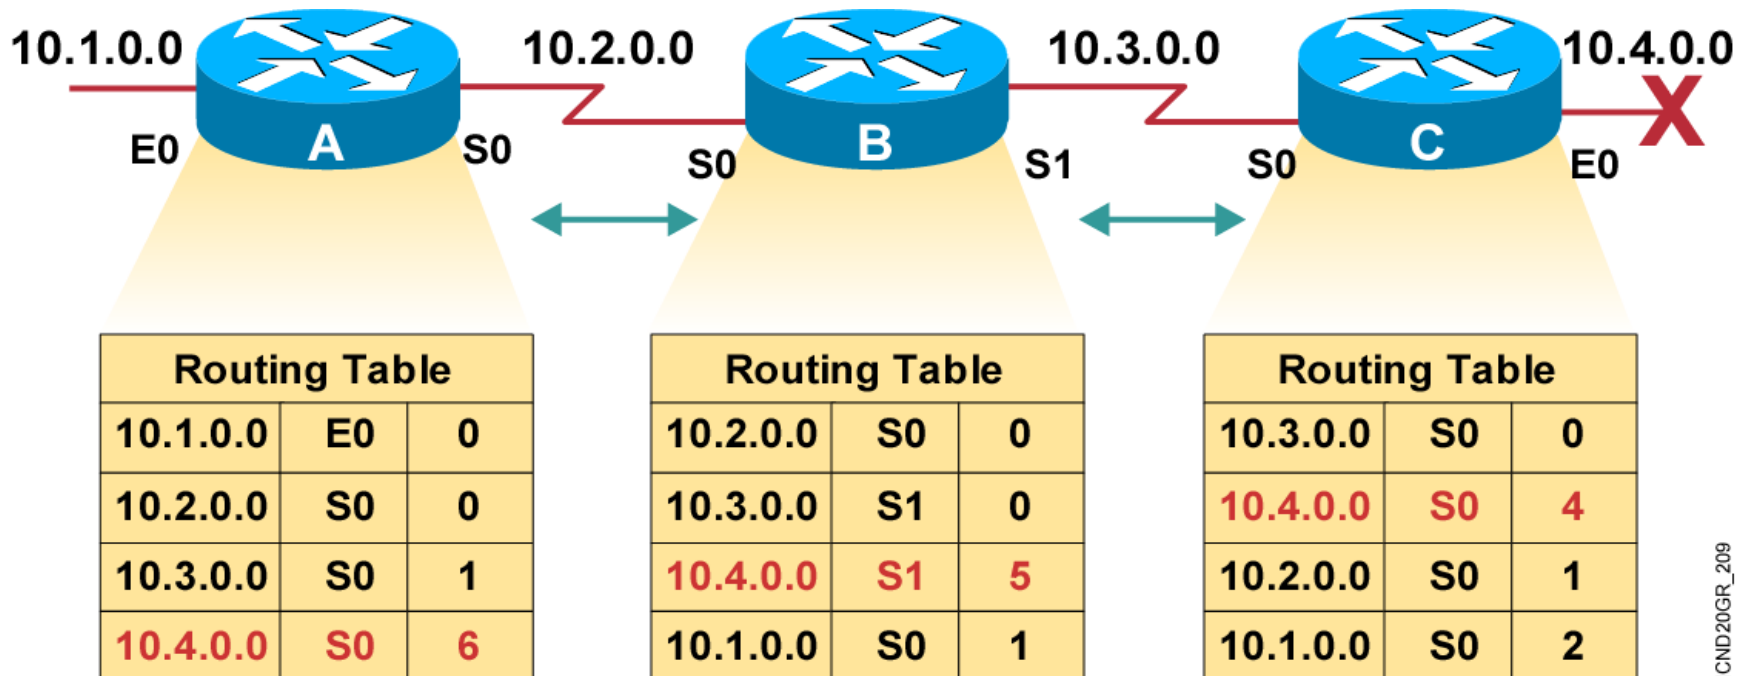 10.1.0.0 10.2.0.0 10.3.0.0 10.4.0.0
X
A B C
E0 S0 S0 S1 S0 E0
Routing Table
10.1.0.0 E0 0
10.2.0.0 S0 0
10.3.0.0 S0 1
10.4.0.0 S0 6
Routing Table
10.2.0.0 S0 0
10.3.0.0 S1 0
10.4.0.0 S1 5
10.1.0.0 S0 1
Routing Table
10.3.0.0 S0 0
10.4.0.0 S0 4
10.2.0.0 S0 1
10.1.0.0 S0 2
CND20GR_209